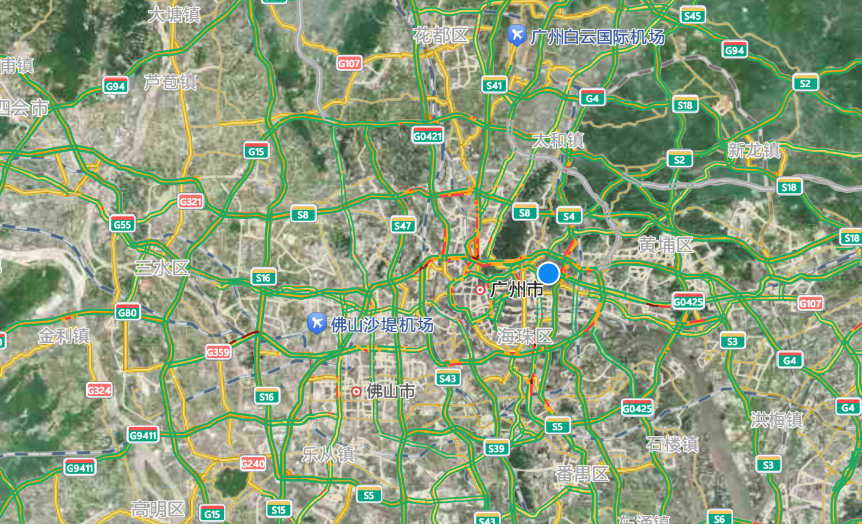 大塘镇
S45
花都区
广州白云国际机场
G94
甫镇
G107
芦苞镇
G94
S41
S2
G4
S18
四会市
G0421
太和镇
G15
新龙镇
S2
S18
G321
S8
S8
S4
G55
S47
黄埔区
S18
三水区
S16
广州市
G0425
G107
G80
佛山沙堤机场
金利镇
海珠区
S3
G359
G4
S43
G324
佛山市
S16
G0425
G4
洪梅镇
S5
G9411
石楼镇
S39
乐从镇
G9411
G240
S3
番禺区
S5
高明区
G15
S15
S43
S6